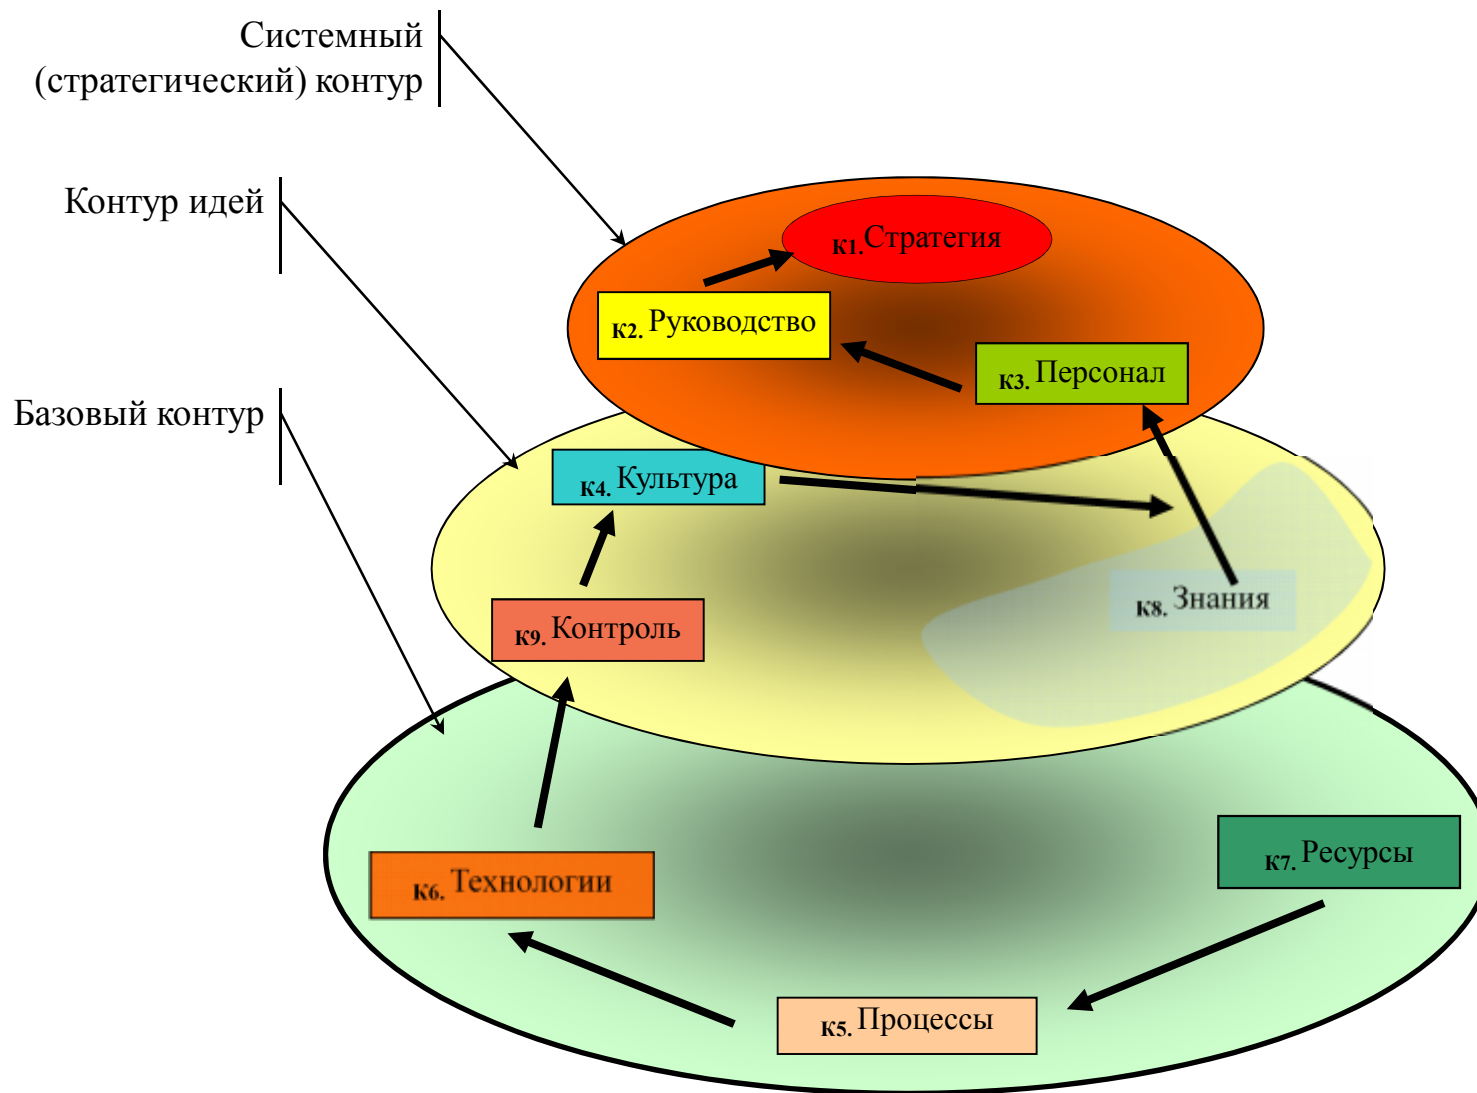 Системный
(стратегический) контур
Контур идей
Базовый контур
К1.Стратегия
К2. Руководство
К3. Персонал
К4. Культура
К8. Знания
К9. Контроль
К7. Ресурсы
К6. Технологии
К5. Процессы